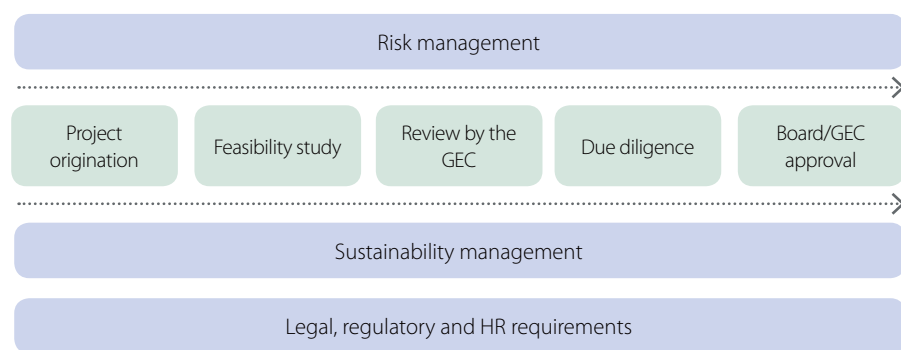 Risk management
Project
origination
Feasibility study
Review by the
GEC
Due diligence
Board/GEC
approval
Sustainability management
Legal, regulatory and HR requirements